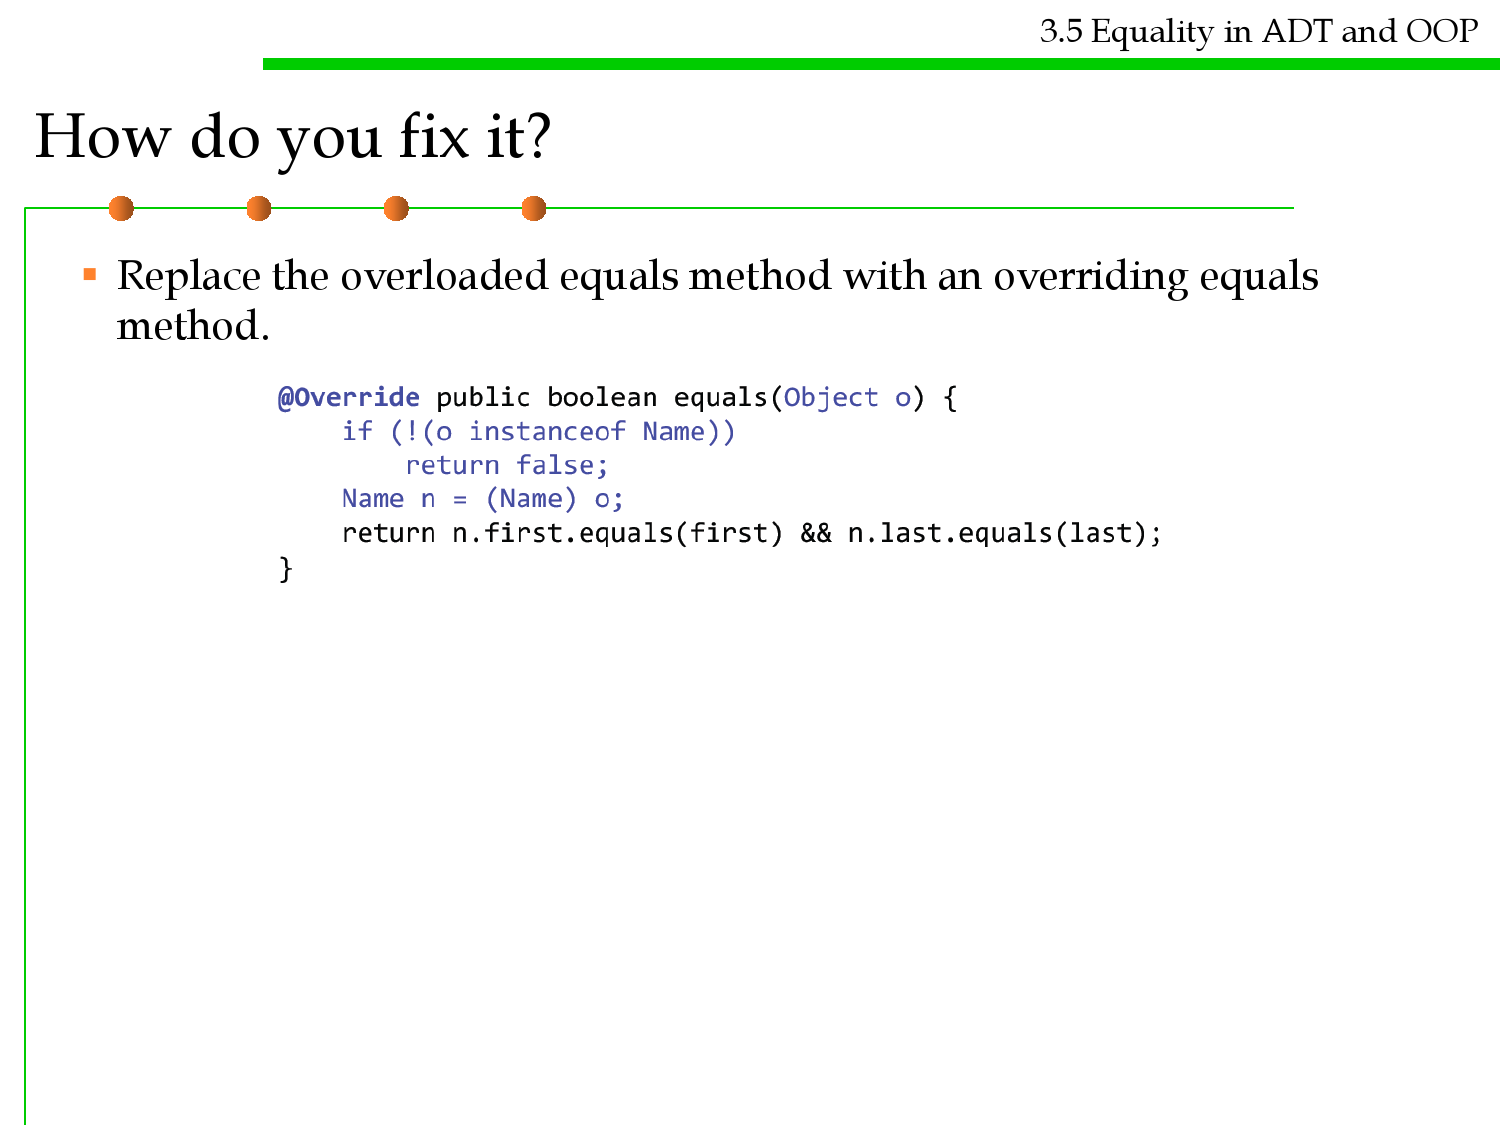 3.5 Equality in ADT and OOP
How do you fix it?
▪ Replace the overloaded equals method with an overriding equals
method.
@Override public boolean equals(Object o) {
    if (!(o instanceof Name))
        return false;
    Name n = (Name) o;
    return n.first.equals(first) && n.last.equals(last);
}